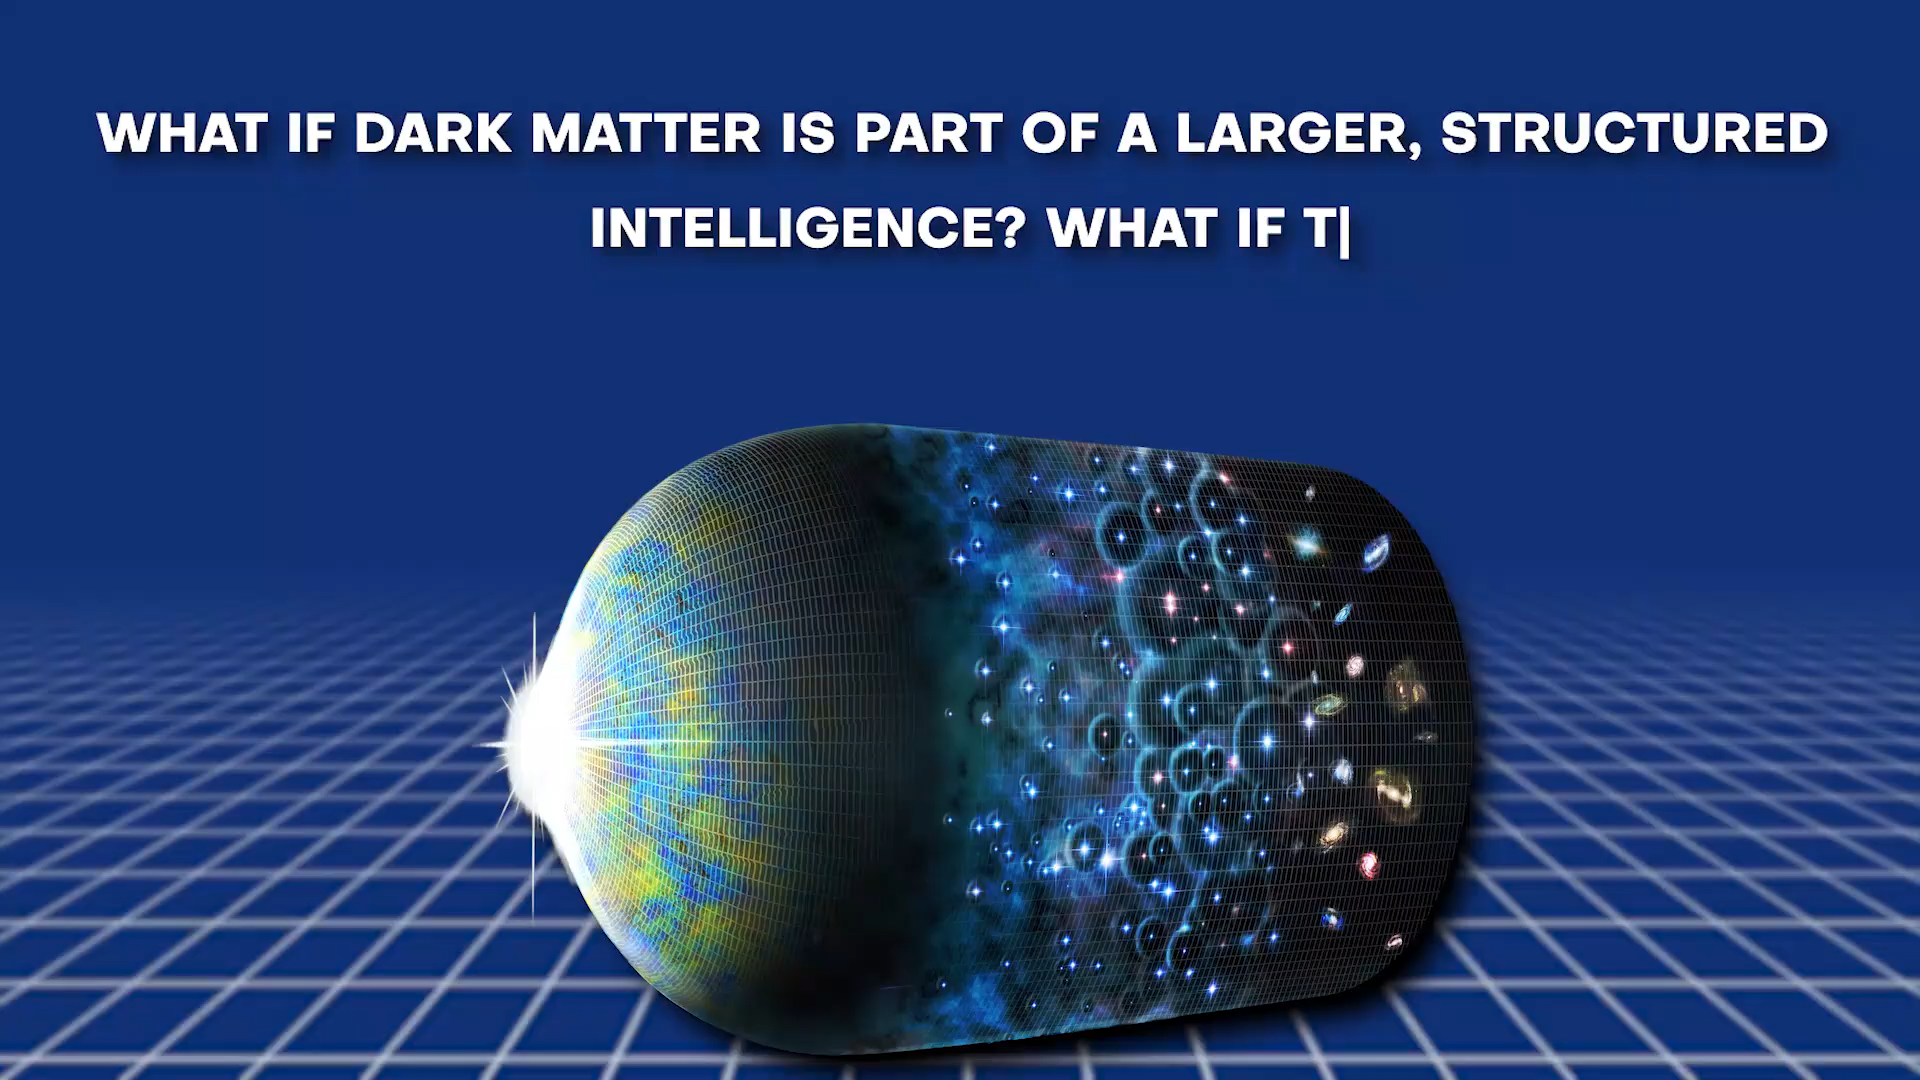 WHAT IF DARK MATTER IS PART OF A LARGER, STRUCTURED
INTELLIGENCE? WHAT IF T|